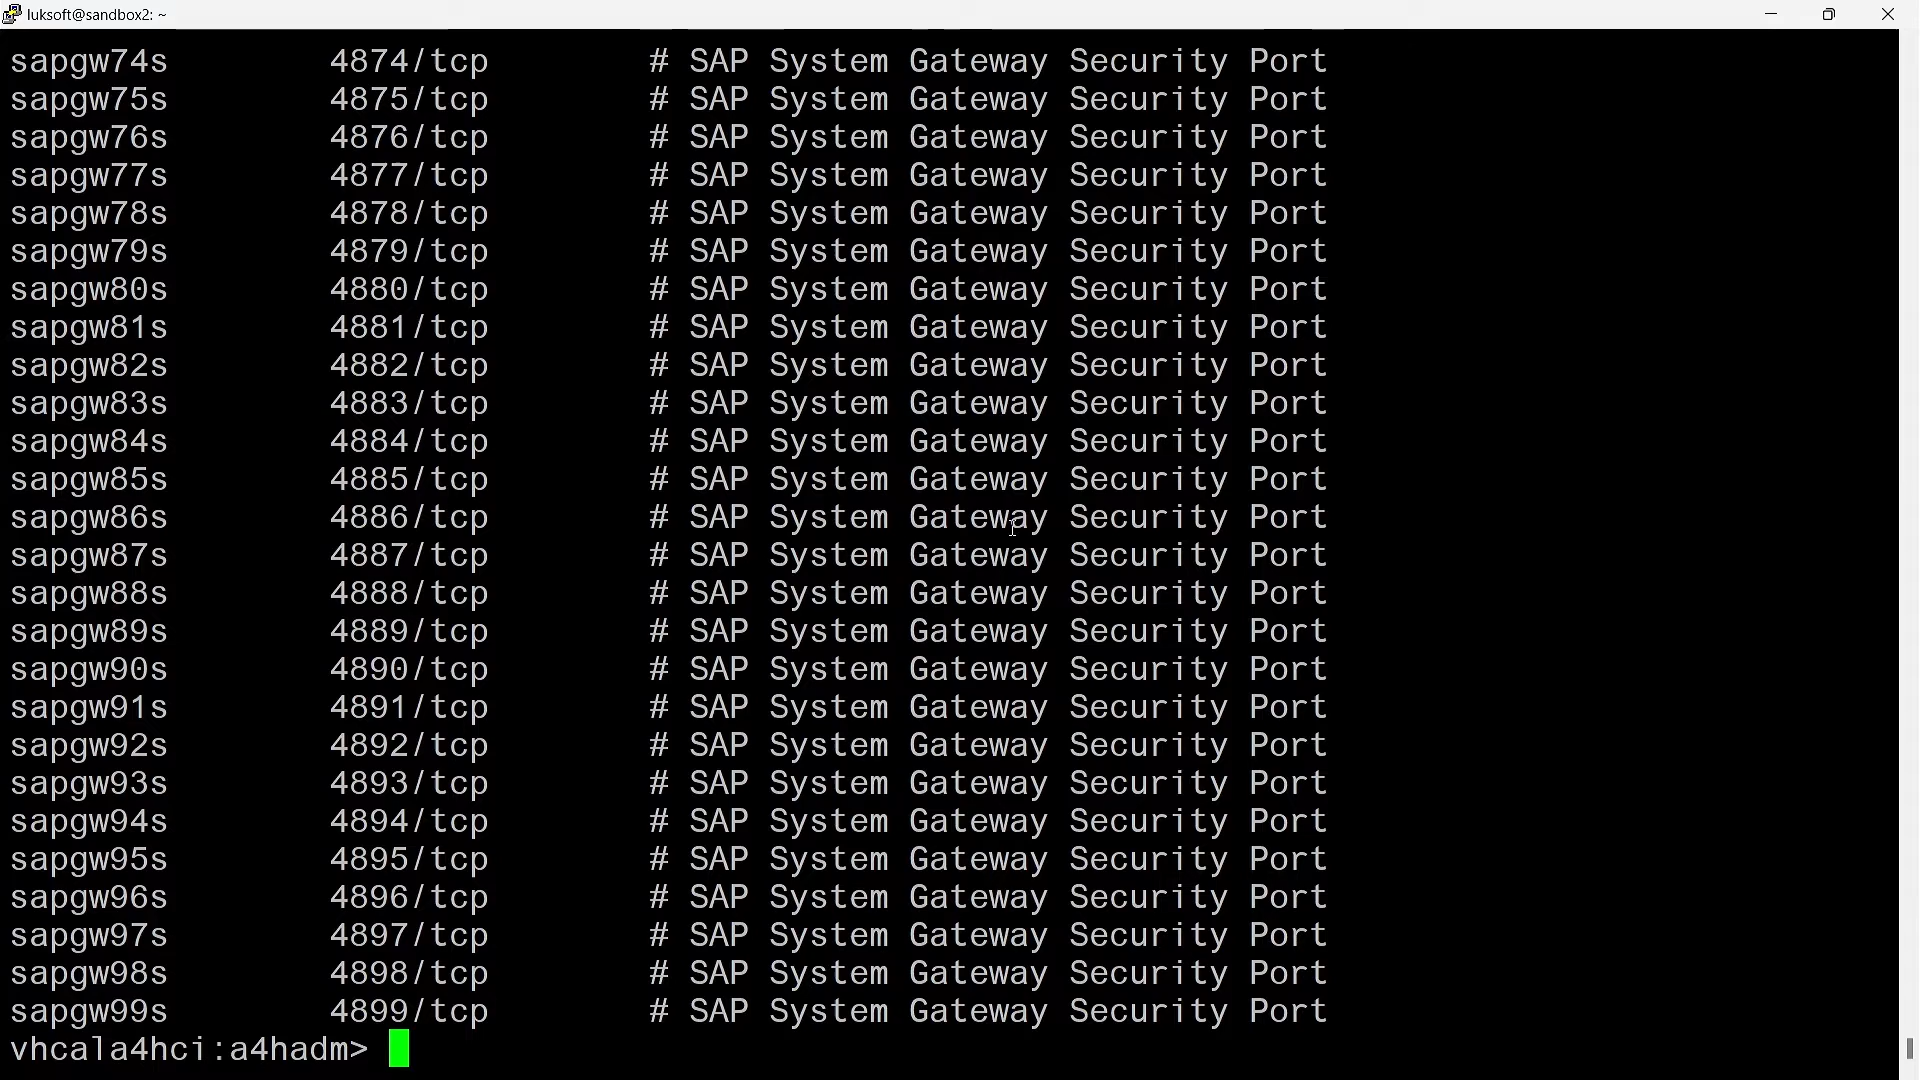 luksoft@sandbox2: ~
sapgw74s 4874/tcp # SAP System Gateway Security Port
sapgw75s 4875/tcp # SAP System Gateway Security Port
sapgw76s 4876/tcp # SAP System Gateway Security Port
sapgw77s 4877/tcp # SAP System Gateway Security Port
sapgw78s 4878/tcp # SAP System Gateway Security Port
sapgw79s 4879/tcp # SAP System Gateway Security Port
sapgw80s 4880/tcp # SAP System Gateway Security Port
sapgw81s 4881/tcp # SAP System Gateway Security Port
sapgw82s 4882/tcp # SAP System Gateway Security Port
sapgw83s 4883/tcp # SAP System Gateway Security Port
sapgw84s 4884/tcp # SAP System Gateway Security Port
sapgw85s 4885/tcp # SAP System Gateway Security Port
sapgw86s 4886/tcp # SAP System Gateway Security Port
sapgw87s 4887/tcp # SAP System Gateway Security Port
sapgw88s 4888/tcp # SAP System Gateway Security Port
sapgw89s 4889/tcp # SAP System Gateway Security Port
sapgw90s 4890/tcp # SAP System Gateway Security Port
sapgw91s 4891/tcp # SAP System Gateway Security Port
sapgw92s 4892/tcp # SAP System Gateway Security Port
sapgw93s 4893/tcp # SAP System Gateway Security Port
sapgw94s 4894/tcp # SAP System Gateway Security Port
sapgw95s 4895/tcp # SAP System Gateway Security Port
sapgw96s 4896/tcp # SAP System Gateway Security Port
sapgw97s 4897/tcp # SAP System Gateway Security Port
sapgw98s 4898/tcp # SAP System Gateway Security Port
sapgw99s 4899/tcp # SAP System Gateway Security Port
vhcala4hci:a4hadm>